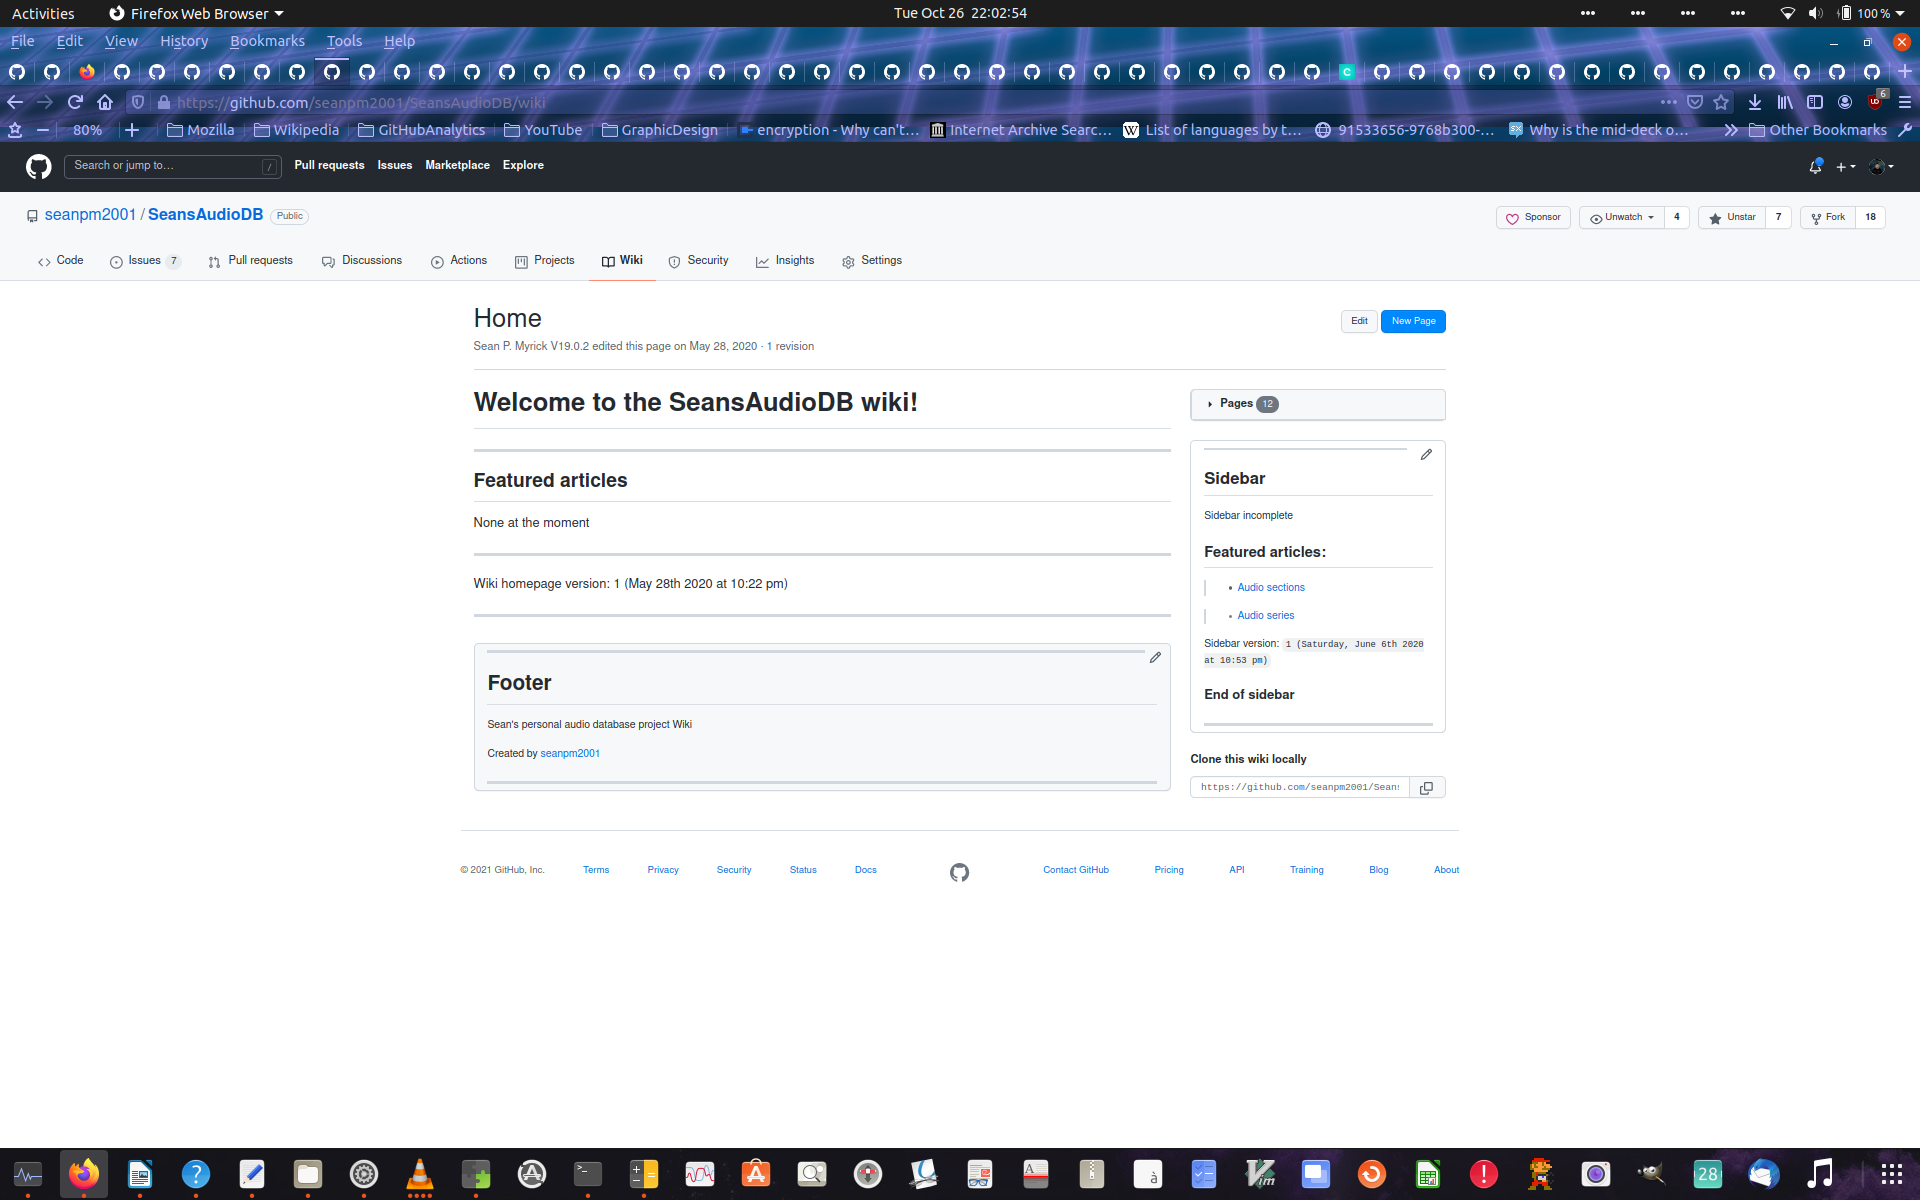 Activities Firefox Web Browser Tue Oct 26 22:02:54 100 %
File Edit View History Bookmarks Tools Help
https://github.com/seanpm2001/SeansAudioDB/wiki 6
80% Mozilla Wikipedia GitHubAnalytics YouTube GraphicDesign encryption - Why can't… Internet Archive Searc… List of languages by t… 91533656-9768b300-… Why is the mid-deck o… Other Bookmarks
Search or jump to… / Pull requests Issues Marketplace Explore
seanpm2001 / SeansAudioDB Public Sponsor Unwatch 4 Unstar 7 Fork 18
Code Issues 7 Pull requests Discussions Actions Projects Wiki Security Insights Settings
Home
Edit New Page
Sean P. Myrick V19.0.2 edited this page on May 28, 2020 · 1 revision
Welcome to the SeansAudioDB wiki!
Featured articles
None at the moment
Wiki homepage version: 1 (May 28th 2020 at 10:22 pm)
Footer
Sean's personal audio database project Wiki
Created by seanpm2001
Pages 12
Sidebar
Sidebar incomplete
Featured articles:
• Audio sections
• Audio series
Sidebar version: 1 (Saturday, June 6th 2020
at 10:53 pm)
End of sidebar
Clone this wiki locally
https://github.com/seanpm2001/Sean
© 2021 GitHub, Inc. Terms Privacy Security Status Docs Contact GitHub Pricing API Training Blog About
28